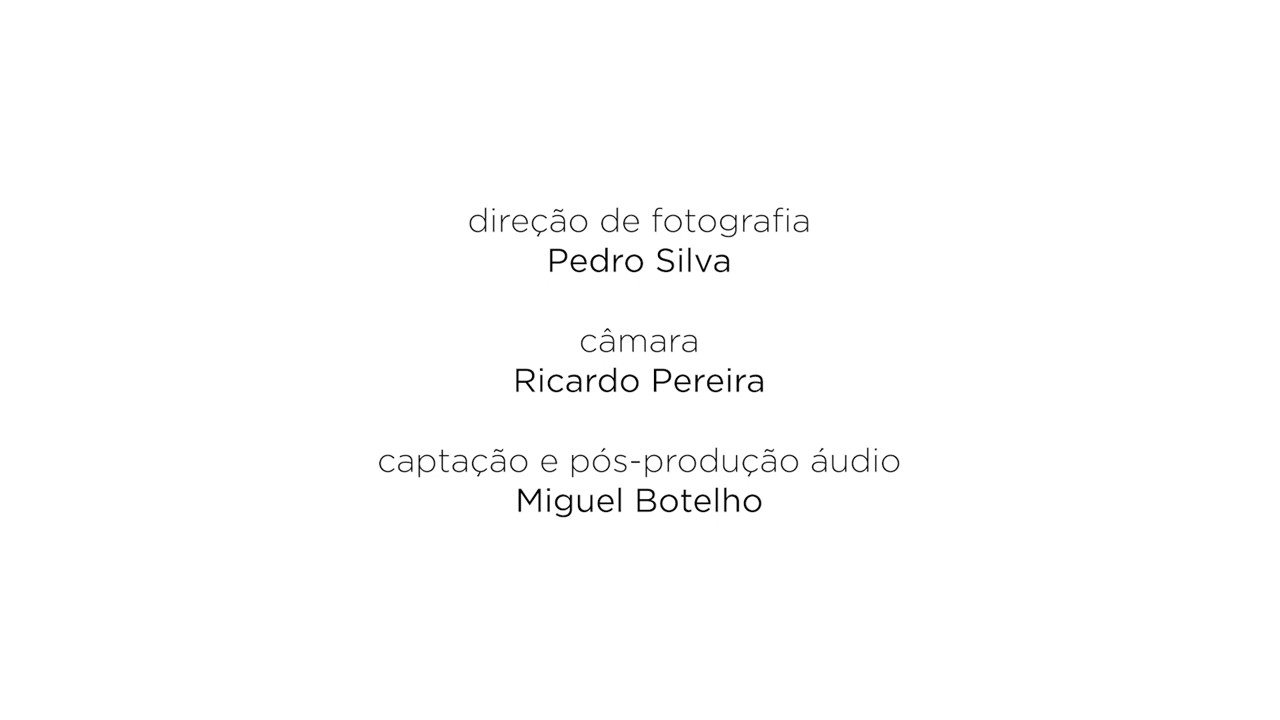 direção de fotografia
Pedro Silva
câmara
Ricardo Pereira
captação e pós-produção áudio
Miguel Botelho